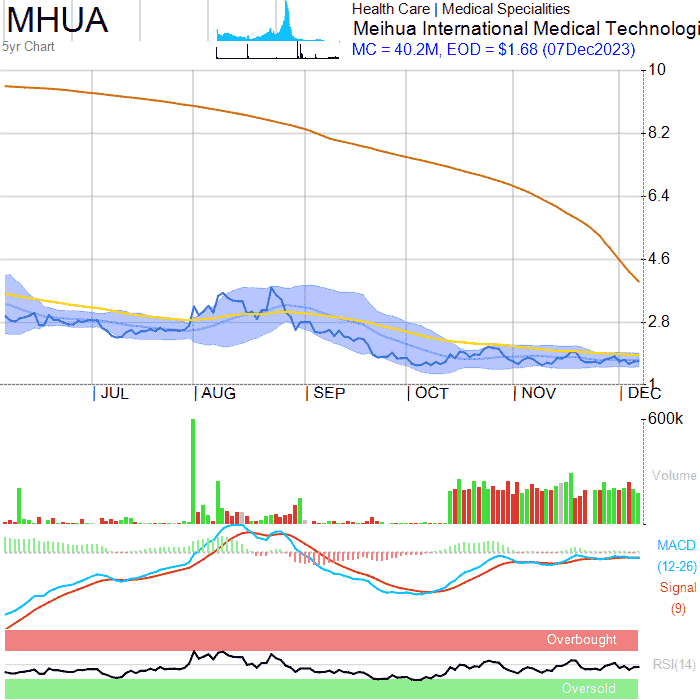 MHUA
5yr Chart
Health Care | Medical Specialities
Meihua International Medical Technologi
MC = 40.2M, EOD = $1.68 (07Dec2023)
10
8.2
6.4
4.6
2.8
1
| JUL | AUG | SEP | OCT | NOV | DEC
600k
Volume
MACD
(12-26)
Signal
(9)
Overbought
RSI(14)
Oversold